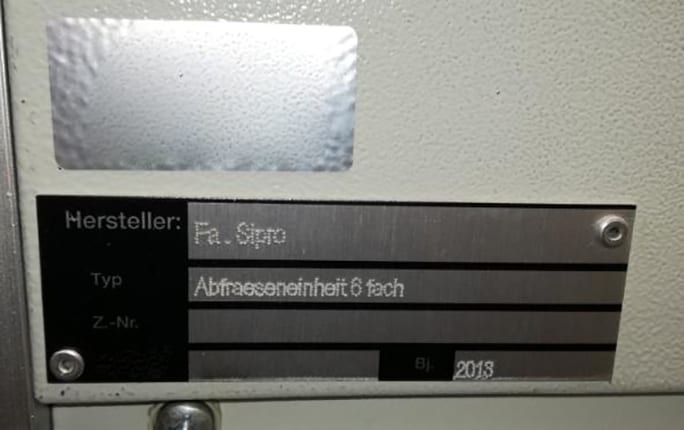 Hersteller: Fa. Sipro
Typ Abfraeseneinheit 6 fach
Z.-Nr.
Bj. 2013